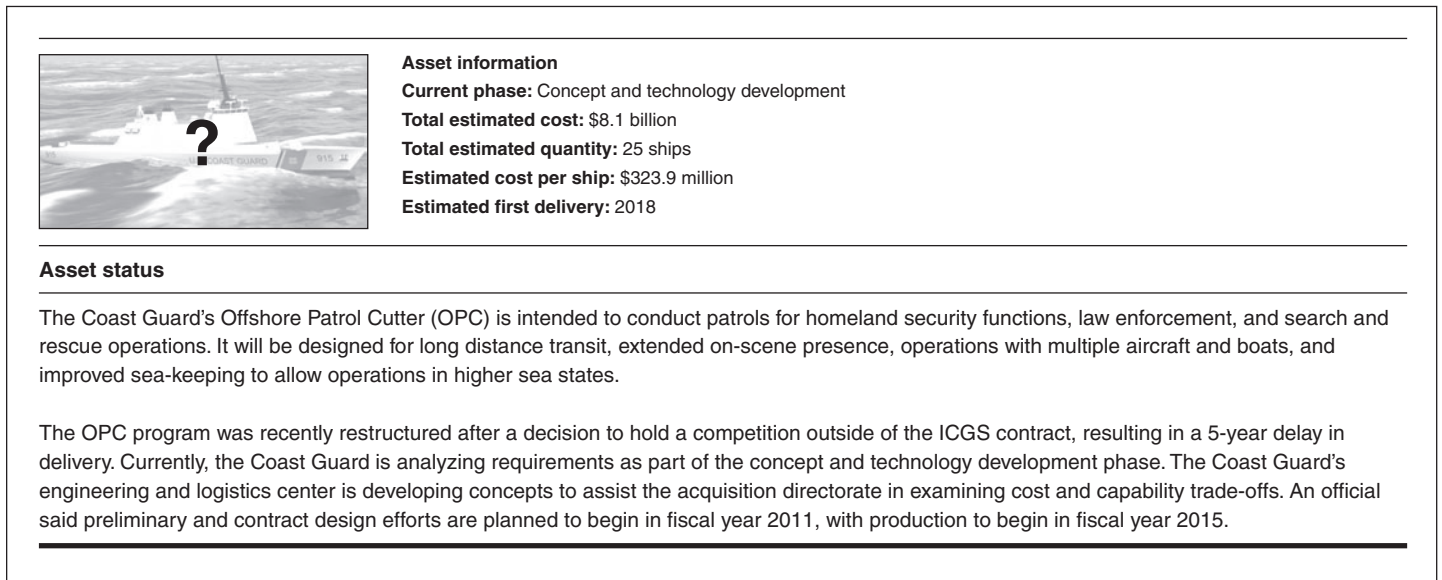 ?
U.S. COAST GUARD
915
Asset information
Current phase: Concept and technology development
Total estimated cost: $8.1 billion
Total estimated quantity: 25 ships
Estimated cost per ship: $323.9 million
Estimated first delivery: 2018
Asset status
The Coast Guard's Offshore Patrol Cutter (OPC) is intended to conduct patrols for homeland security functions, law enforcement, and search and
rescue operations. It will be designed for long distance transit, extended on-scene presence, operations with multiple aircraft and boats, and
improved sea-keeping to allow operations in higher sea states.
The OPC program was recently restructured after a decision to hold a competition outside of the ICGS contract, resulting in a 5-year delay in
delivery. Currently, the Coast Guard is analyzing requirements as part of the concept and technology development phase. The Coast Guard's
engineering and logistics center is developing concepts to assist the acquisition directorate in examining cost and capability trade-offs. An official
said preliminary and contract design efforts are planned to begin in fiscal year 2011, with production to begin in fiscal year 2015.